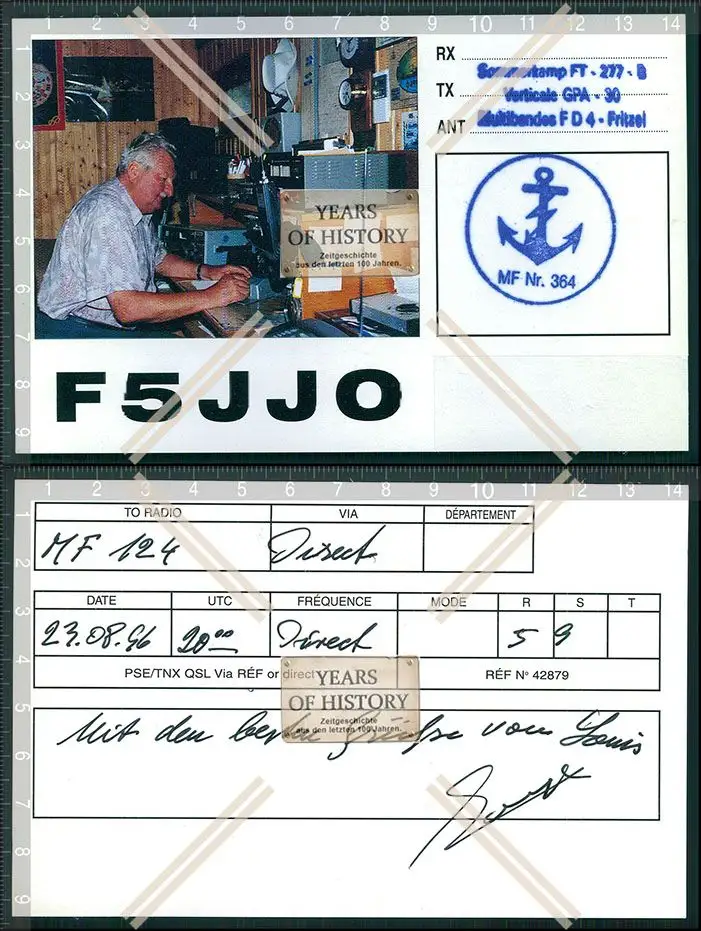 RX Sommerkamp FT - 277 - B
TX Verticale GPA - 30
ANT Multibandes F D 4 - Fritzel
YEARS
OF HISTORY
Zeitgeschichte
aus den letzten 100 Jahren.
MF Nr. 364
F5JJO
TO RADIO VIA DÉPARTEMENT
MF 124 Direct
DATE UTC FRÉQUENCE MODE R S T
23.08.96 20⁰⁰ Direct 5 9
PSE/TNX QSL Via RÉF or direct RÉF N° 42879
YEARS
OF HISTORY
Zeitgeschichte
aus den letzten 100 Jahren.
Mit den besten Grüße vom Louis